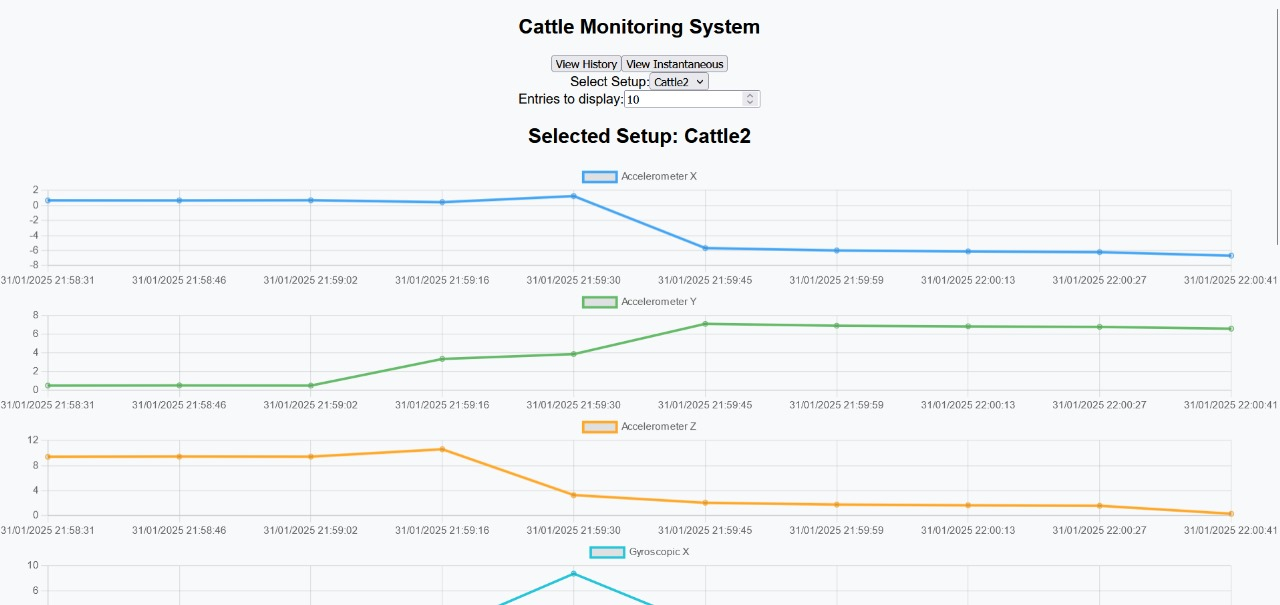 Cattle Monitoring System
View History View Instantaneous
Select Setup: Cattle2
Entries to display: 10
Selected Setup: Cattle2
Accelerometer X
2
0
-2
-4
-6
-8
31/01/2025 21:58:31 31/01/2025 21:58:46 31/01/2025 21:59:02 31/01/2025 21:59:16 31/01/2025 21:59:30 31/01/2025 21:59:45 31/01/2025 21:59:59 31/01/2025 22:00:13 31/01/2025 22:00:27 31/01/2025 22:00:41
Accelerometer Y
8
6
4
2
0
31/01/2025 21:58:31 31/01/2025 21:58:46 31/01/2025 21:59:02 31/01/2025 21:59:16 31/01/2025 21:59:30 31/01/2025 21:59:45 31/01/2025 21:59:59 31/01/2025 22:00:13 31/01/2025 22:00:27 31/01/2025 22:00:41
Accelerometer Z
12
8
4
0
31/01/2025 21:58:31 31/01/2025 21:58:46 31/01/2025 21:59:02 31/01/2025 21:59:16 31/01/2025 21:59:30 31/01/2025 21:59:45 31/01/2025 21:59:59 31/01/2025 22:00:13 31/01/2025 22:00:27 31/01/2025 22:00:41
Gyroscopic X
10
6